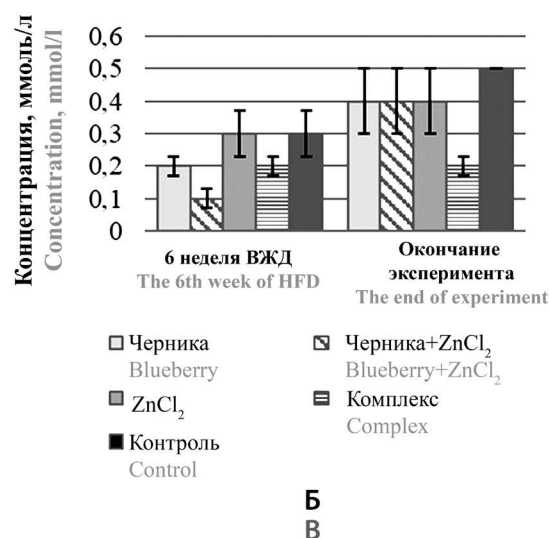 Концентрация, ммоль/л
Concentration, mmol/l
0,6
0,5
0,4
0,3
0,2
0,1
0
6 неделя ВЖД
The 6th week of HFD
Окончание
эксперимента
The end of experiment
Черника
Blueberry
Черника+ZnCl₂
Blueberry+ZnCl₂
ZnCl₂
Комплекс
Complex
Контроль
Control
Б
B